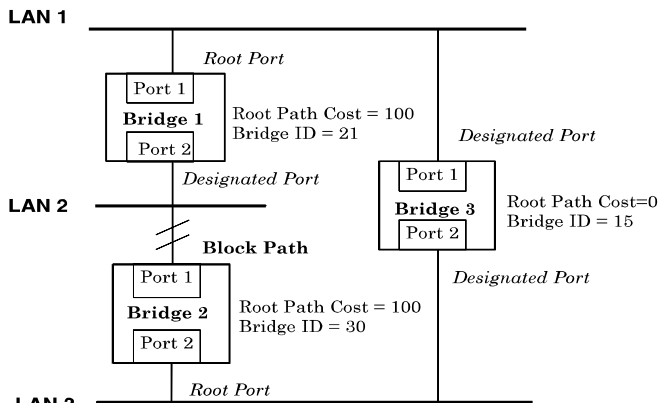 LAN 1
Root Port
Port 1
Bridge 1
Port 2
Root Path Cost = 100
Bridge ID = 21
Designated Port
Designated Port
LAN 2
Port 1
Bridge 3
Port 2
Root Path Cost=0
Bridge ID = 15
Block Path
Designated Port
Port 1
Bridge 2
Port 2
Root Path Cost = 100
Bridge ID = 30
Root Port
LAN 3